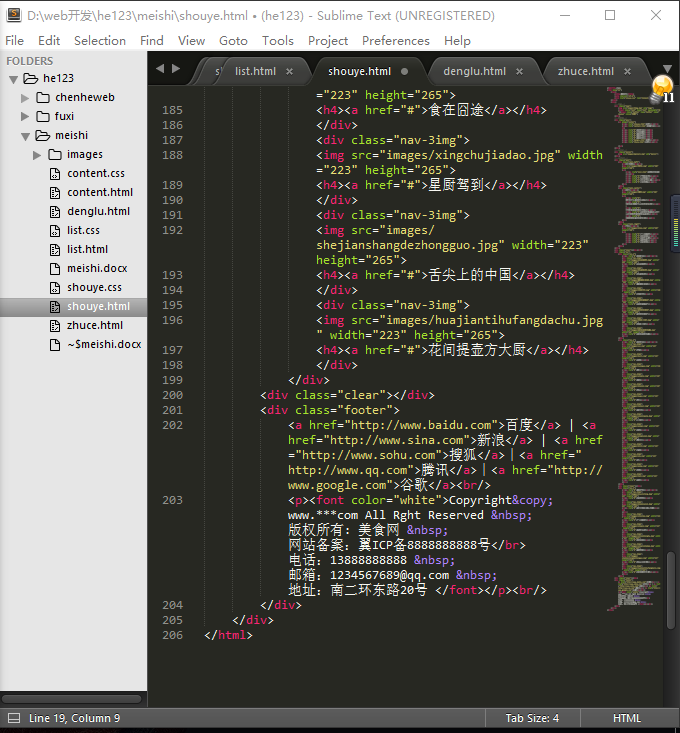 D:\web开发\he123\meishi\shouye.html • (he123) - Sublime Text (UNREGISTERED)
File Edit Selection Find View Goto Tools Project Preferences Help
FOLDERS
he123
chenheweb
fuxi
meishi
images
content.css
content.html
denglu.html
list.css
list.html
meishi.docx
shouye.css
shouye.html
zhuce.html
~$meishi.docx
list.html × shouye.html denglu.html × zhuce.html ×
="223" height="265">
185 <h4><a href="#">食在囧途</a></h4>
186 </div>
187 <div class="nav-3img">
188 <img src="images/xingchujiadao.jpg" width
="223" height="265">
189 <h4><a href="#">星厨驾到</a></h4>
190 </div>
191 <div class="nav-3img">
192 <img src="images/
shejianshangdezhongguo.jpg" width="223"
height="265">
193 <h4><a href="#">舌尖上的中国</a></h4>
194 </div>
195 <div class="nav-3img">
196 <img src="images/huajiantihufangdachu.jpg
" width="223" height="265">
197 <h4><a href="#">花间提壶方大厨</a></h4>
198 </div>
199 </div>
200 <div class="clear"></div>
201 <div class="footer">
202 <a href="http://www.baidu.com">百度</a> | <a
href="http://www.sina.com">新浪</a> | <a href
="http://www.sohu.com">搜狐</a>｜<a href="
http://www.qq.com">腾讯</a>｜<a href="http://
www.google.com">谷歌</a><br/>
203 <p><font color="white">Copyright&copy;
www.***com All Rght Reserved &nbsp;
版权所有：美食网 &nbsp;
网站备案：翼ICP备8888888888号</br>
电话：13888888888 &nbsp;
邮箱：1234567689@qq.com &nbsp;
地址：南二环东路20号 </font></p><br/>
204 </div>
205 </div>
206 </html>
Line 19, Column 9 Tab Size: 4 HTML